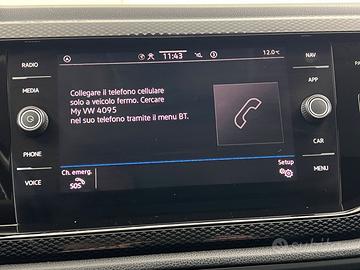 11:43
12.0°C
RADIO
NAV
Collegare il telefono cellulare
solo a veicolo fermo. Cercare
My VW 4095
nel suo telefono tramite il menu BT.
MEDIA
APP
PHONE
CAR
VOICE
MENU
Ch. emerg.
SOS
Setup
subito